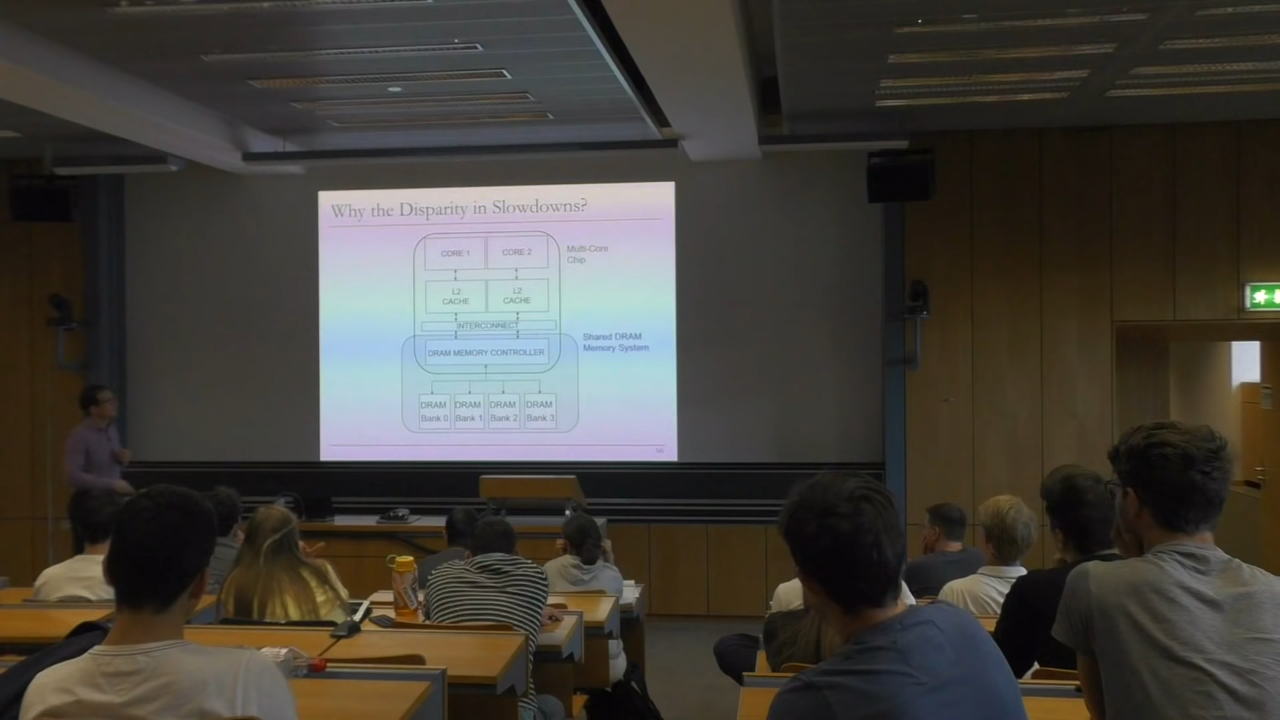 Why the Disparity in Slowdowns?
CORE 1
CORE 2
Multi-Core
Chip
L2
CACHE
L2
CACHE
INTERCONNECT
Shared DRAM
Memory System
DRAM MEMORY CONTROLLER
DRAM
Bank 0
DRAM
Bank 1
DRAM
Bank 2
DRAM
Bank 3